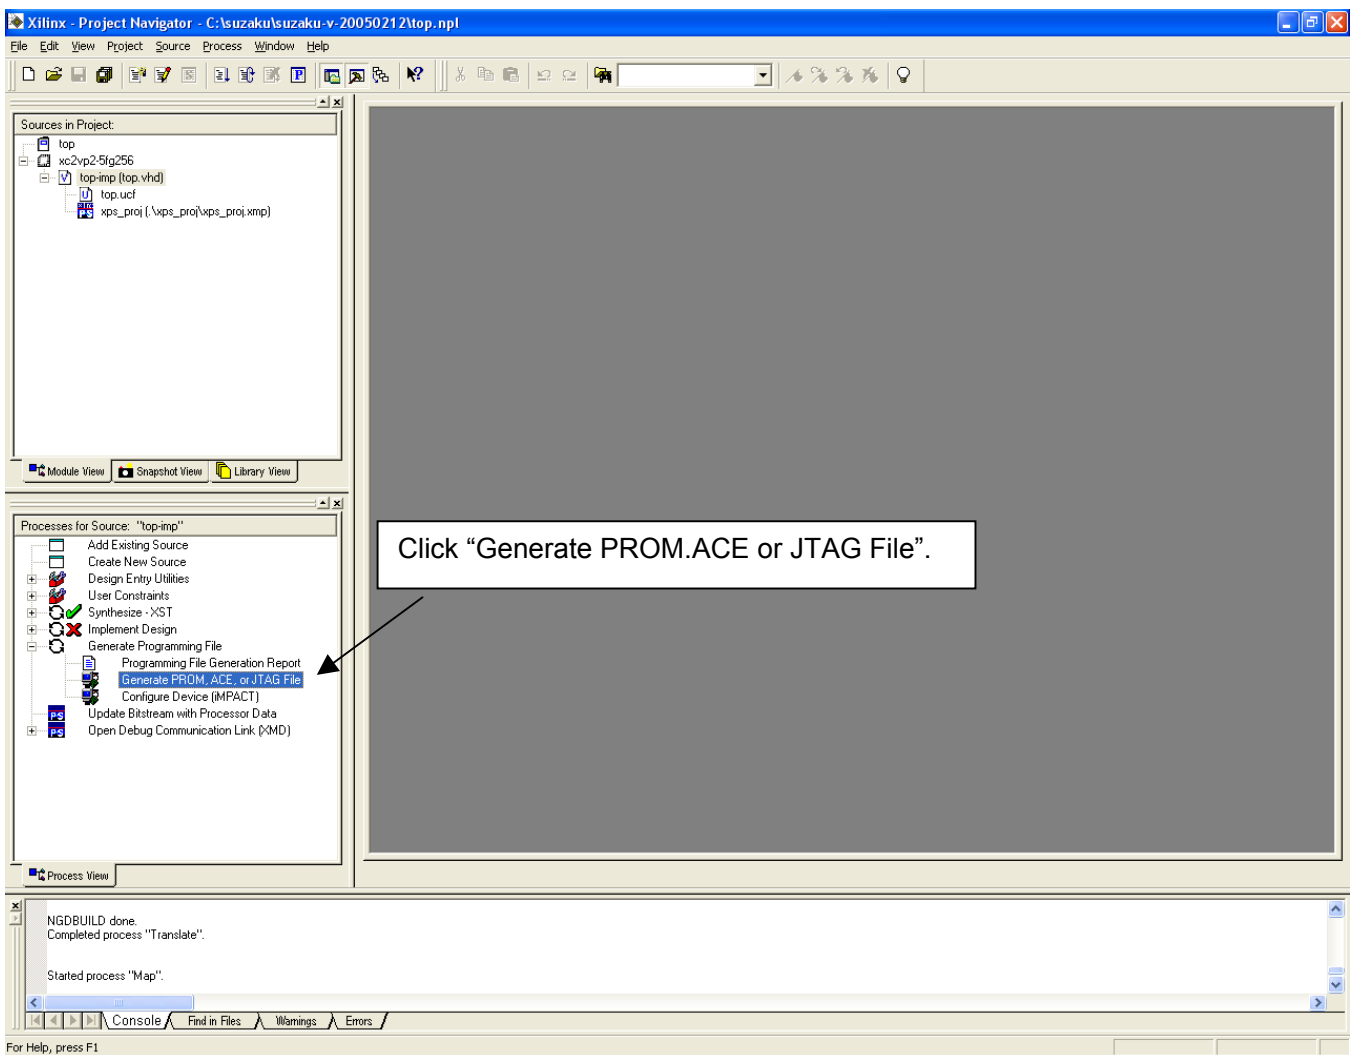 Xilinx - Project Navigator - C:\suzaku\suzaku-v-20050212\top.npl
File Edit View Project Source Process Window Help
Sources in Project:
top
xc2vp2-5fg256
top-imp (top.vhd)
top.ucf
xps_proj (.\xps_proj\xps_proj.xmp)
Module View Snapshot View Library View
Processes for Source: "top-imp"
Add Existing Source
Create New Source
Design Entry Utilities
User Constraints
Synthesize - XST
Implement Design
Generate Programming File
Programming File Generation Report
Generate PROM, ACE, or JTAG File
Configure Device (iMPACT)
Update Bitstream with Processor Data
Open Debug Communication Link (XMD)
Click “Generate PROM.ACE or JTAG File”.
Process View
NGDBUILD done.
Completed process "Translate".
Started process "Map".
Console Find in Files Warnings Errors
For Help, press F1